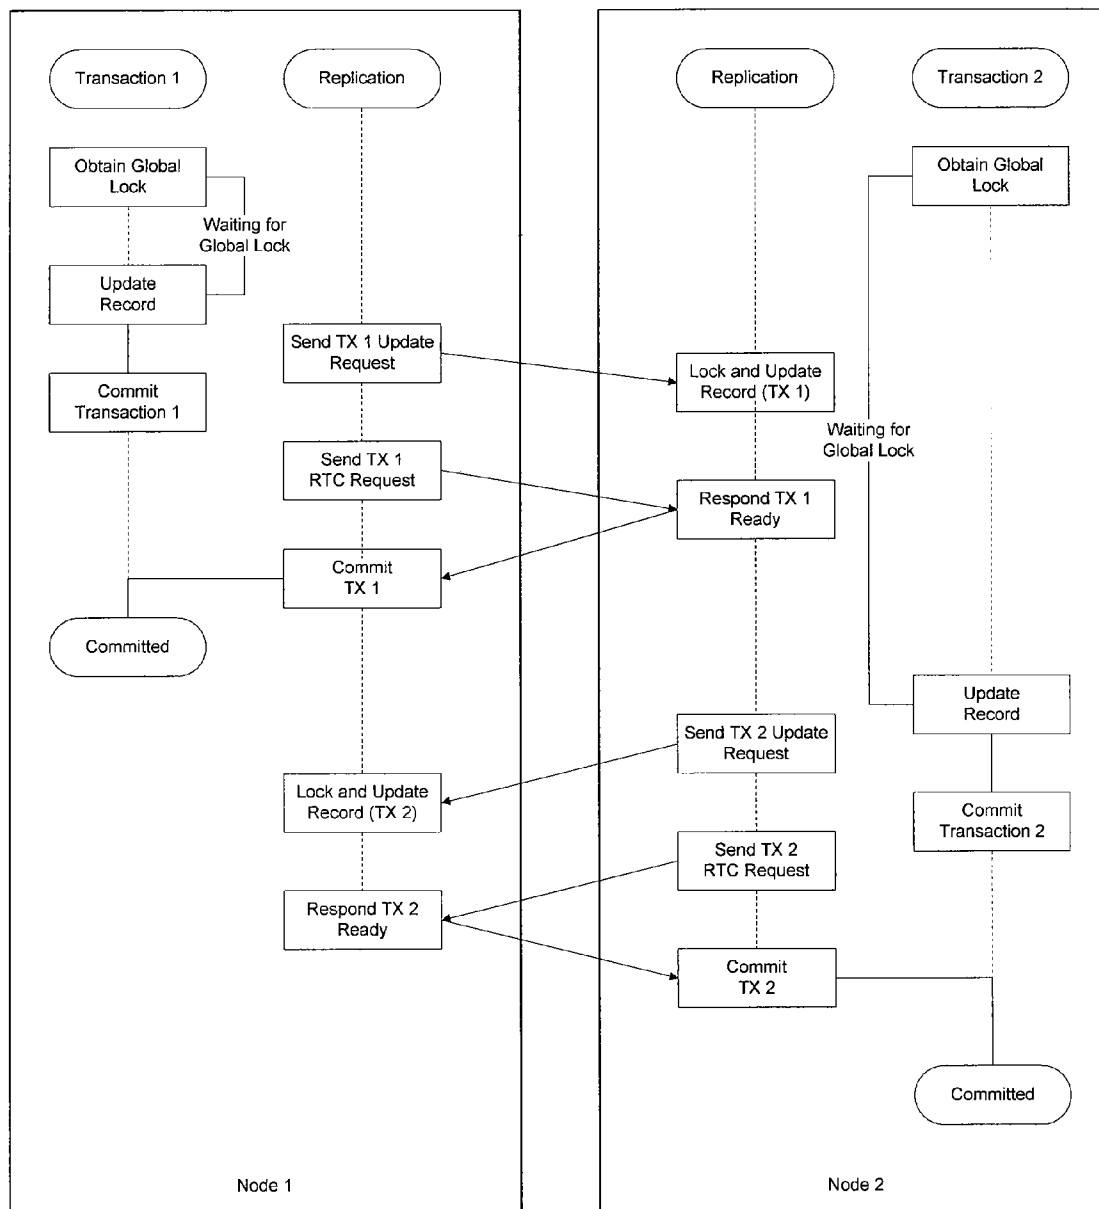 Transaction 1
Replication
Replication
Transaction 2
Obtain Global
Lock
Obtain Global
Lock
Waiting for
Global Lock
Update
Record
Send TX 1 Update
Request
Lock and Update
Record (TX 1)
Commit
Transaction 1
Waiting for
Global Lock
Send TX 1
RTC Request
Respond TX 1
Ready
Commit
TX 1
Committed
Update
Record
Send TX 2 Update
Request
Lock and Update
Record (TX 2)
Commit
Transaction 2
Send TX 2
RTC Request
Respond TX 2
Ready
Commit
TX 2
Committed
Node 1
Node 2